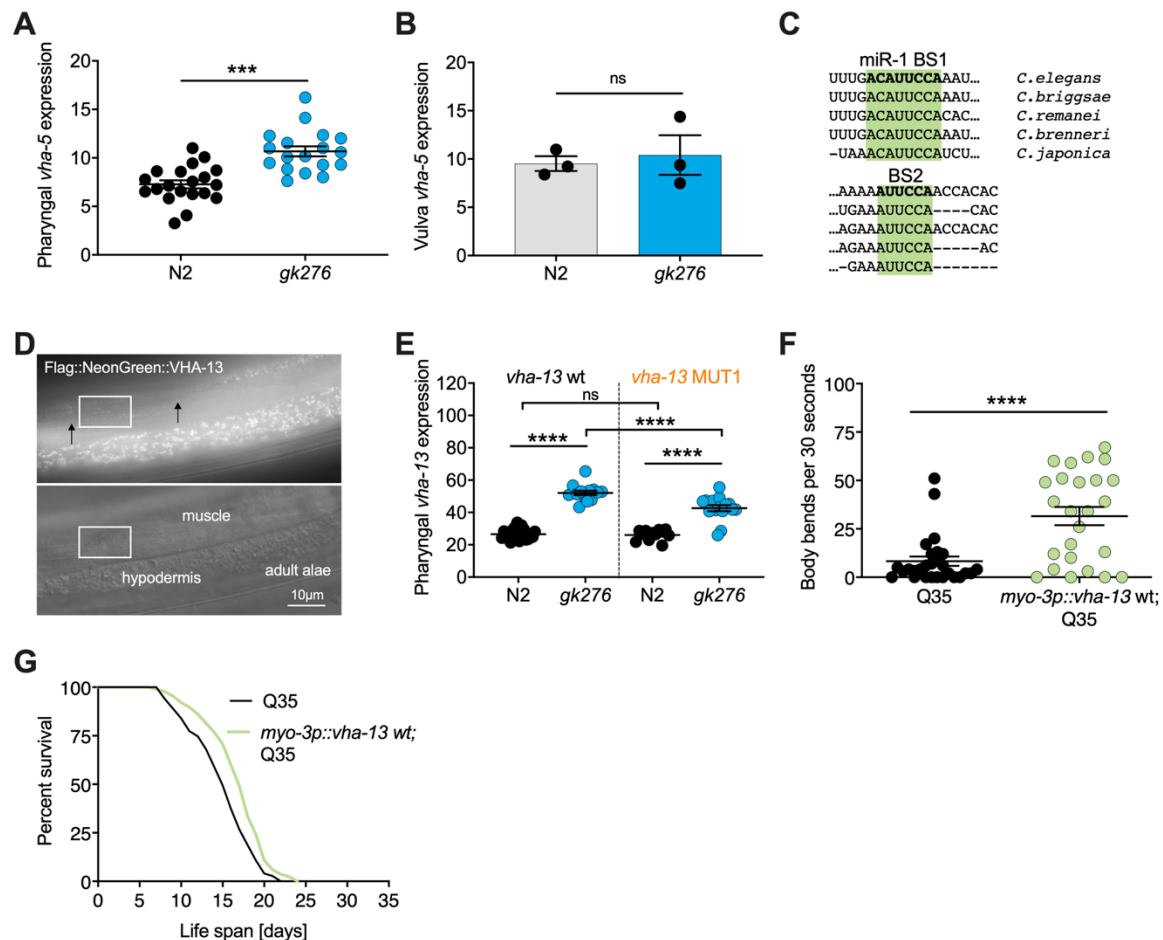 A
Pharyngal vha-5 expression
20
15
10
5
0
***
N2
gk276
B
Vulva vha-5 expression
20
15
10
5
0
ns
N2
gk276
C
miR-1 BS1
UUUGACAUUCCAAAU… C.elegans
UUUGACAUUCCAAAU… C.briggsae
UUUGACAUUCCACAC… C.remanei
UUUGACAUUCCAAAU… C.brenneri
-UAAACAUUCCAUCU… C.japonica
BS2
…AAAAAUUCCAACCACAC
…UGAAAUUCCA----CAC
…AGAAAUUCCAACCACAC
…AGAAAUUCCA-----AC
…-GAAAUUCCA-------
D
Flag::NeonGreen::VHA-13
muscle
hypodermis
adult alae
10µm
E
Pharyngal vha-13 expression
120
100
80
60
40
20
0
vha-13 wt
vha-13 MUT1
ns
****
****
****
N2
gk276
N2
gk276
F
Body bends per 30 seconds
100
75
50
25
0
****
Q35
myo-3p::vha-13 wt;
Q35
G
Percent survival
100
75
50
25
0
Q35
myo-3p::vha-13 wt;
Q35
0 5 10 15 20 25 30 35
Life span [days]